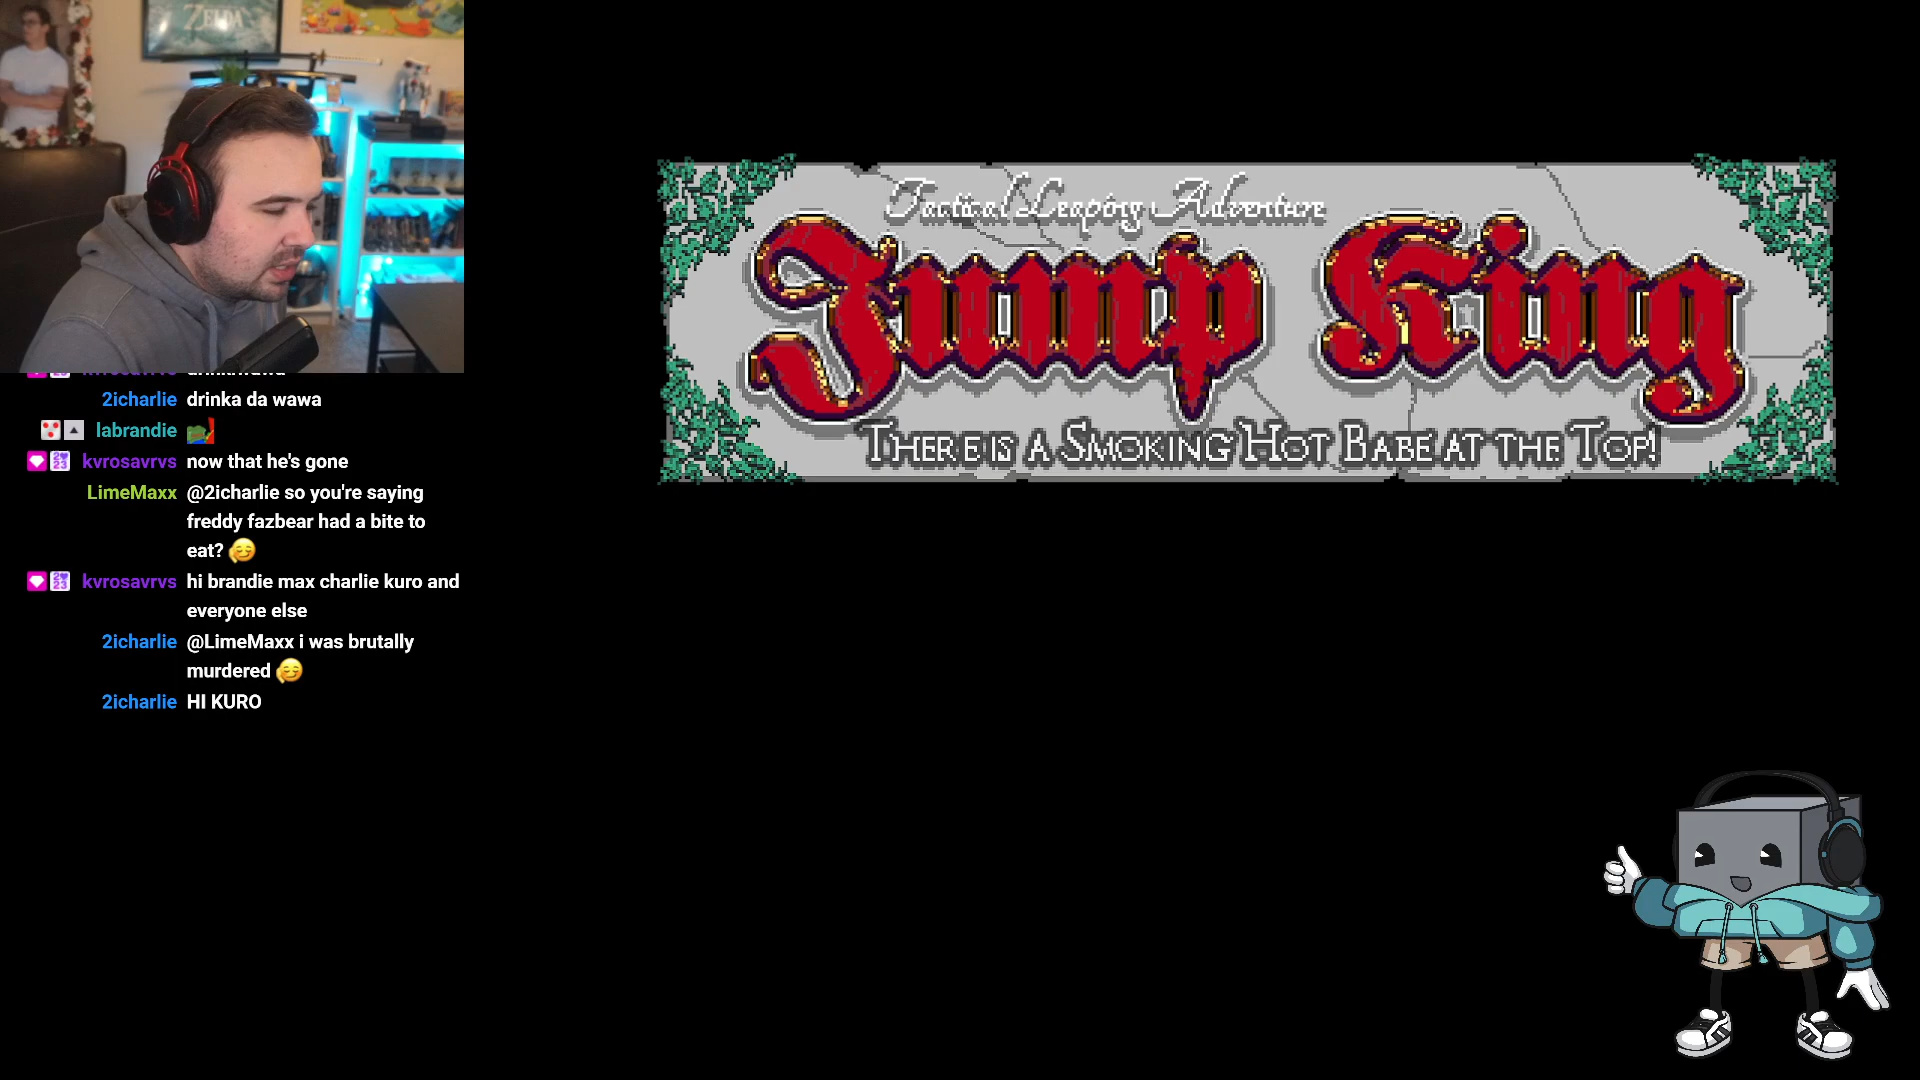 ZELDA
Tactical Leaping Adventure
Jump King
THERE IS A SMOKING HOT BABE AT THE TOP!
2icharlie drinka da wawa
labrandie
kvrosavrvs now that he's gone
LimeMaxx @2icharlie so you're saying
freddy fazbear had a bite to
eat?
kvrosavrvs hi brandie max charlie kuro and
everyone else
2icharlie @LimeMaxx i was brutally
murdered
2icharlie HI KURO